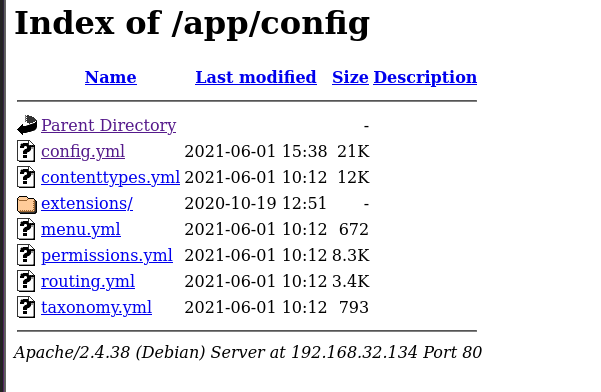 Index of /app/config
Name Last modified Size Description
Parent Directory -
config.yml 2021-06-01 15:38 21K
contenttypes.yml 2021-06-01 10:12 12K
extensions/ 2020-10-19 12:51 -
menu.yml 2021-06-01 10:12 672
permissions.yml 2021-06-01 10:12 8.3K
routing.yml 2021-06-01 10:12 3.4K
taxonomy.yml 2021-06-01 10:12 793
Apache/2.4.38 (Debian) Server at 192.168.32.134 Port 80